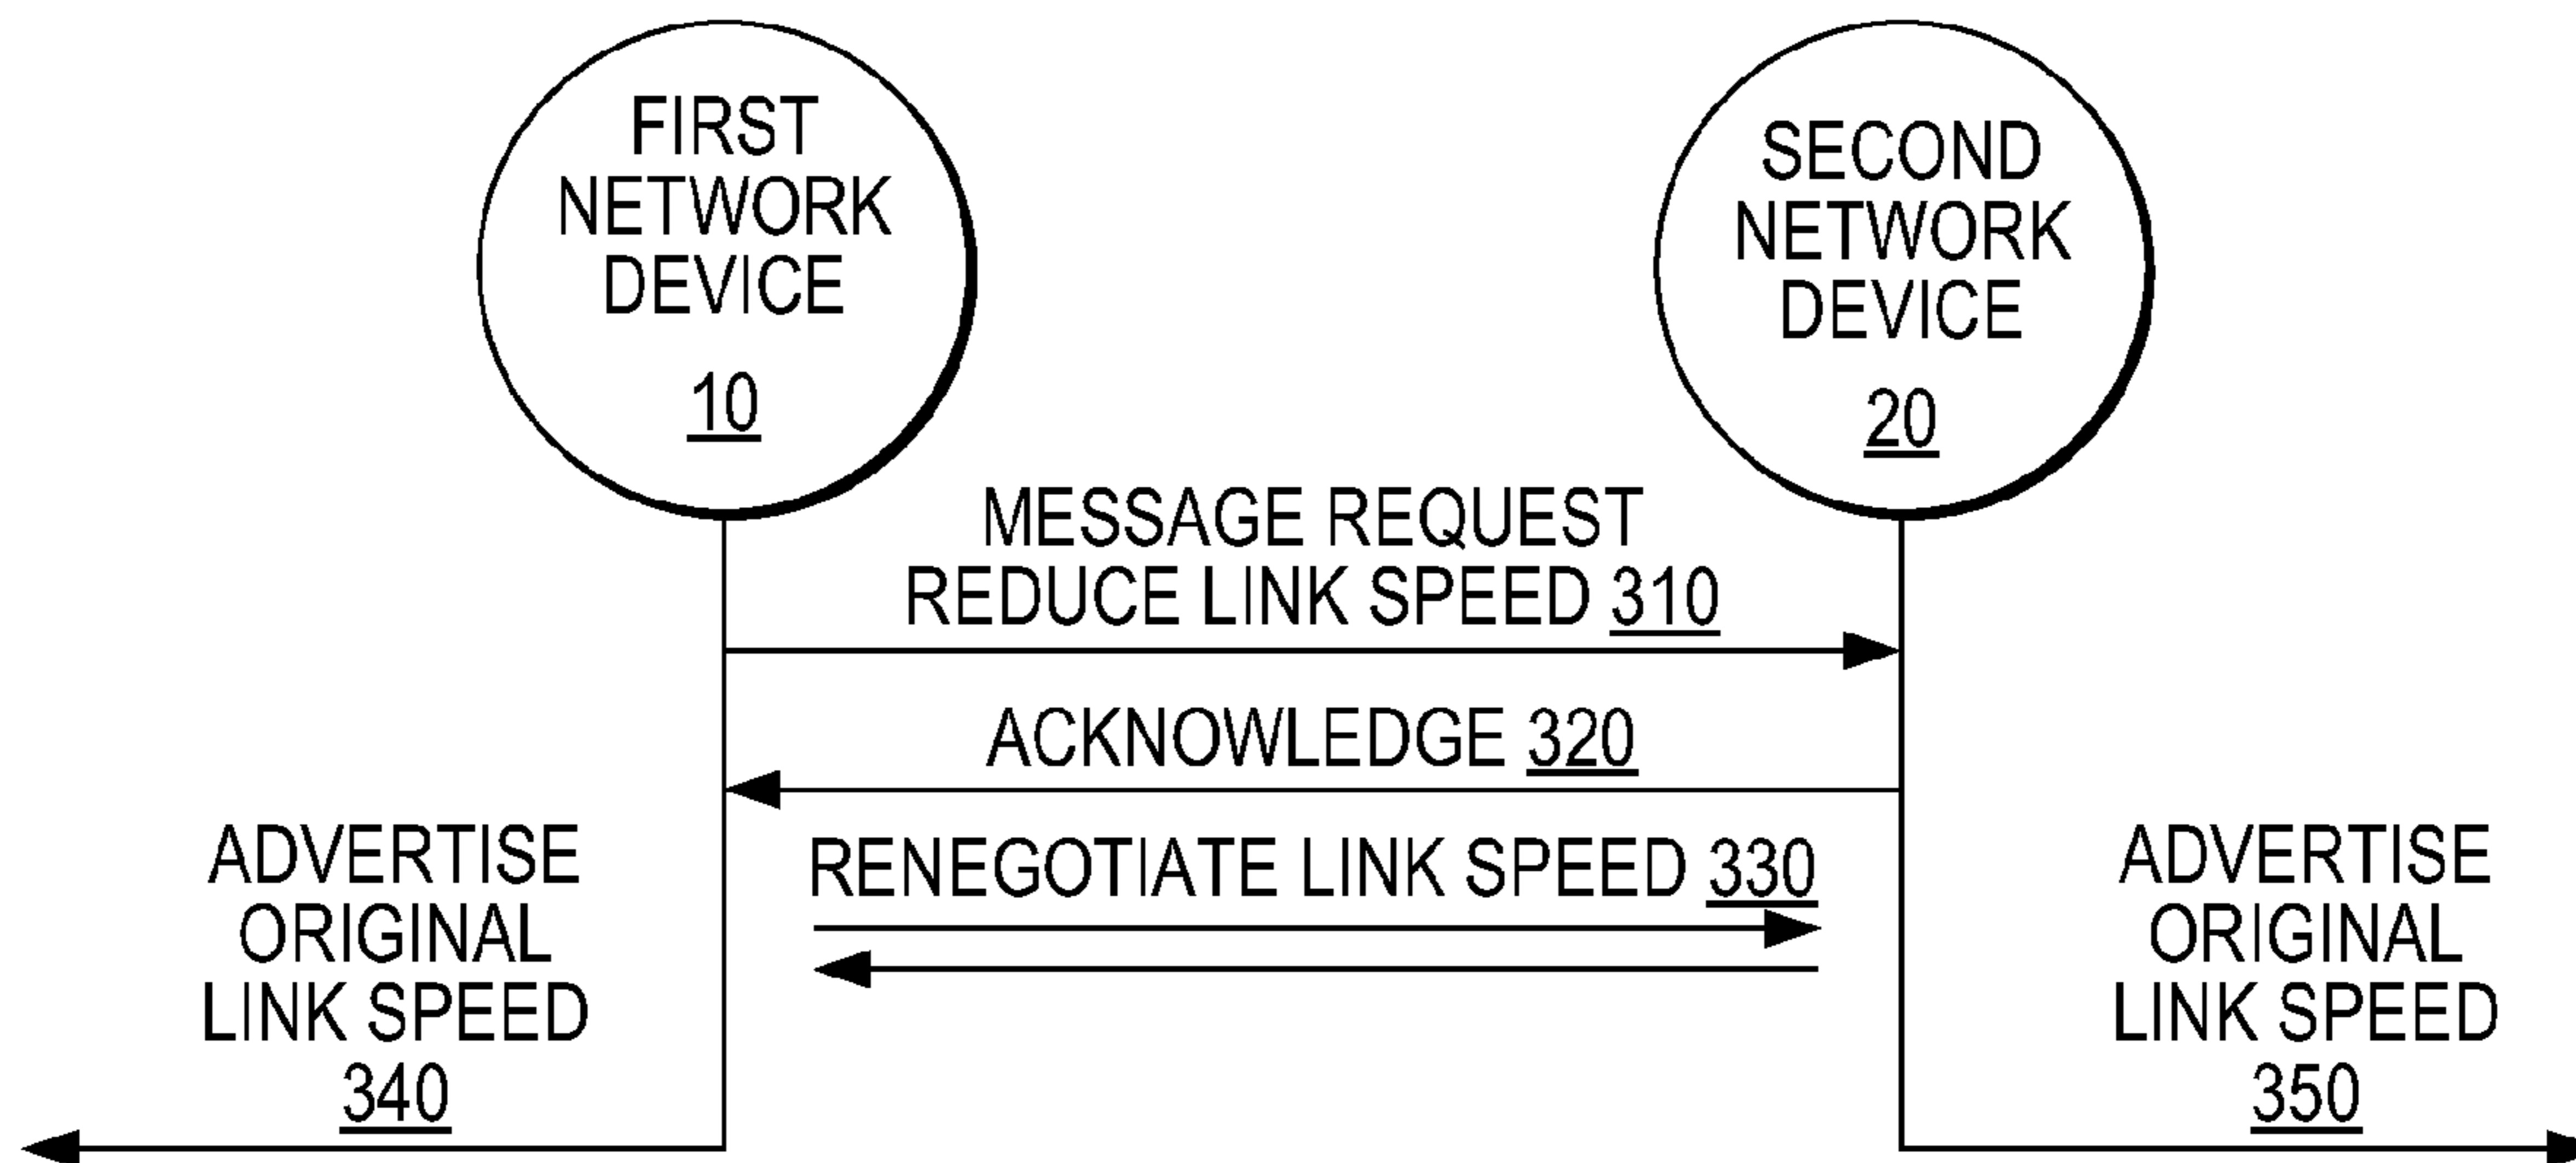 FIRST
NETWORK
DEVICE
10
SECOND
NETWORK
DEVICE
20
MESSAGE REQUEST
REDUCE LINK SPEED 310
ACKNOWLEDGE 320
RENEGOTIATE LINK SPEED 330
ADVERTISE
ORIGINAL
LINK SPEED
340
ADVERTISE
ORIGINAL
LINK SPEED
350